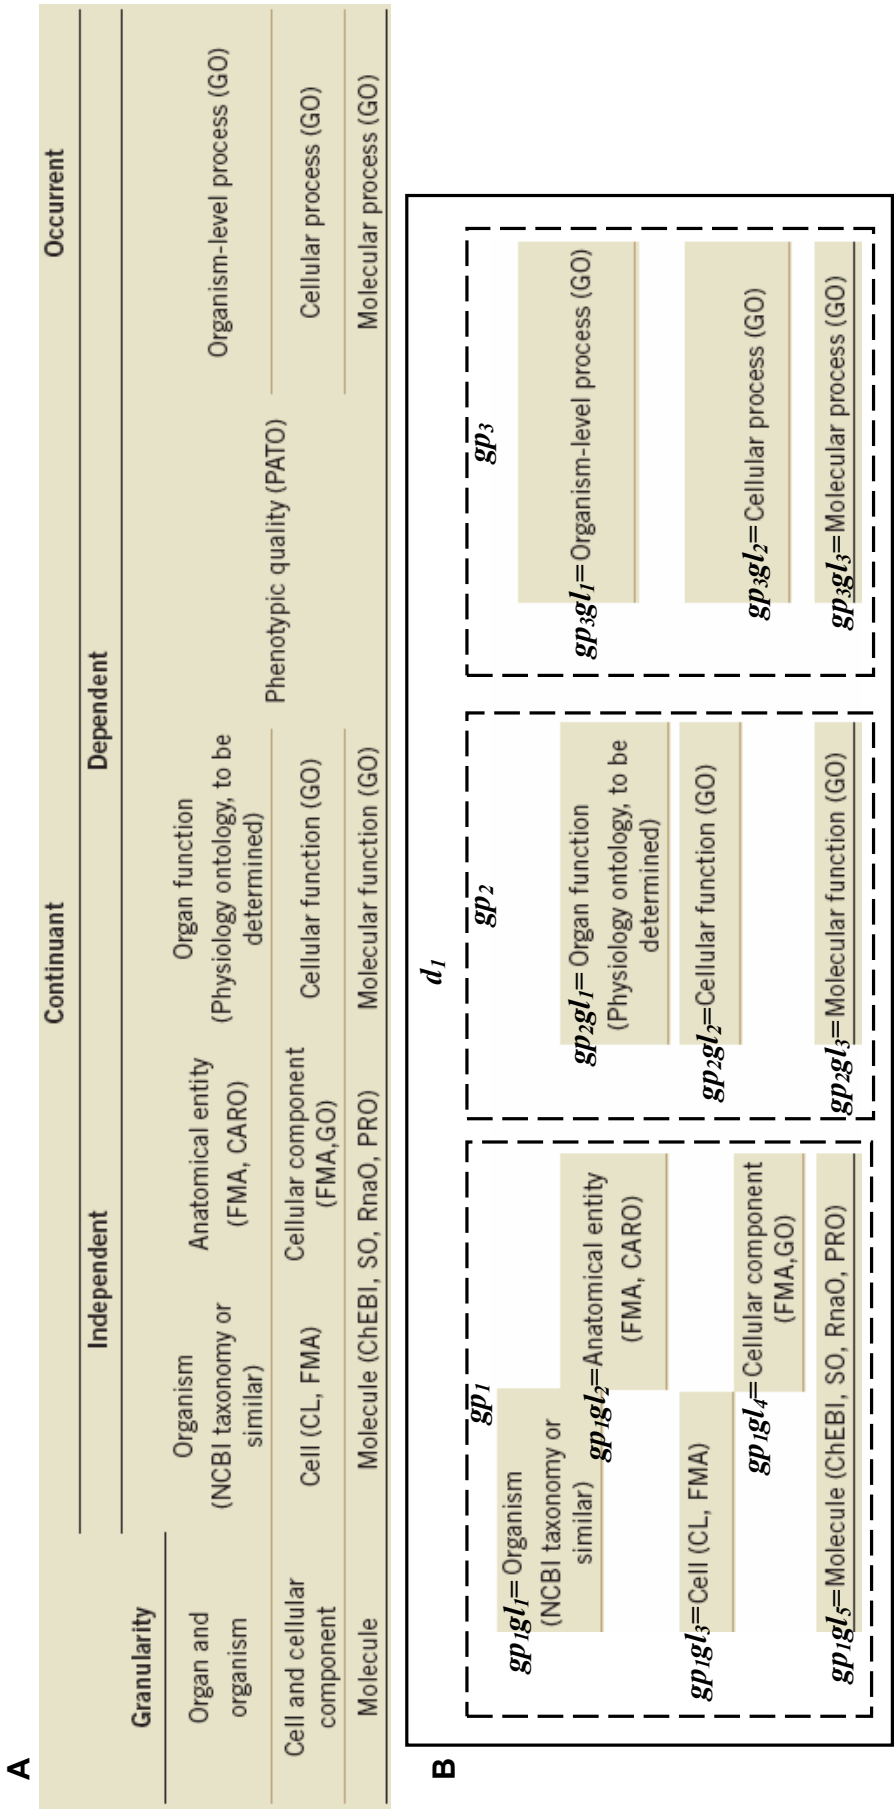 A
Continuant
Occurrent
Independent
Dependent
Granularity
Organ and
organism
Organism
(NCBI taxonomy or
similar)
Anatomical entity
(FMA, CARO)
Organ function
(Physiology ontology, to be
determined)
Organism-level process (GO)
Phenotypic quality (PATO)
Cell and cellular
component
Cell (CL, FMA)
Cellular component
(FMA,GO)
Cellular function (GO)
Cellular process (GO)
Molecule
Molecule (ChEBI, SO, RnaO, PRO)
Molecular function (GO)
Molecular process (GO)
B
d1
gp1
gp1gl1= Organism
(NCBI taxonomy or
similar)
gp1gl2=Anatomical entity
(FMA, CARO)
gp1gl3=Cell (CL, FMA)
gp1gl4=Cellular component
(FMA,GO)
gp1gl5=Molecule (ChEBI, SO, RnaO, PRO)
gp2
gp2gl1= Organ function
(Physiology ontology, to be
determined)
gp2gl2=Cellular function (GO)
gp2gl3=Molecular function (GO)
gp3
gp3gl1=Organism-level process (GO)
gp3gl2=Cellular process (GO)
gp3gl3=Molecular process (GO)